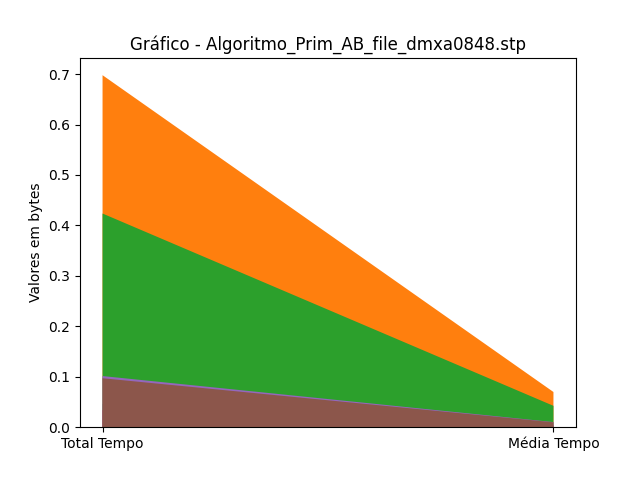 Gráfico - Algoritmo_Prim_AB_file_dmxa0848.stp
Valores em bytes
0.7
0.6
0.5
0.4
0.3
0.2
0.1
0.0
Total Tempo
Média Tempo